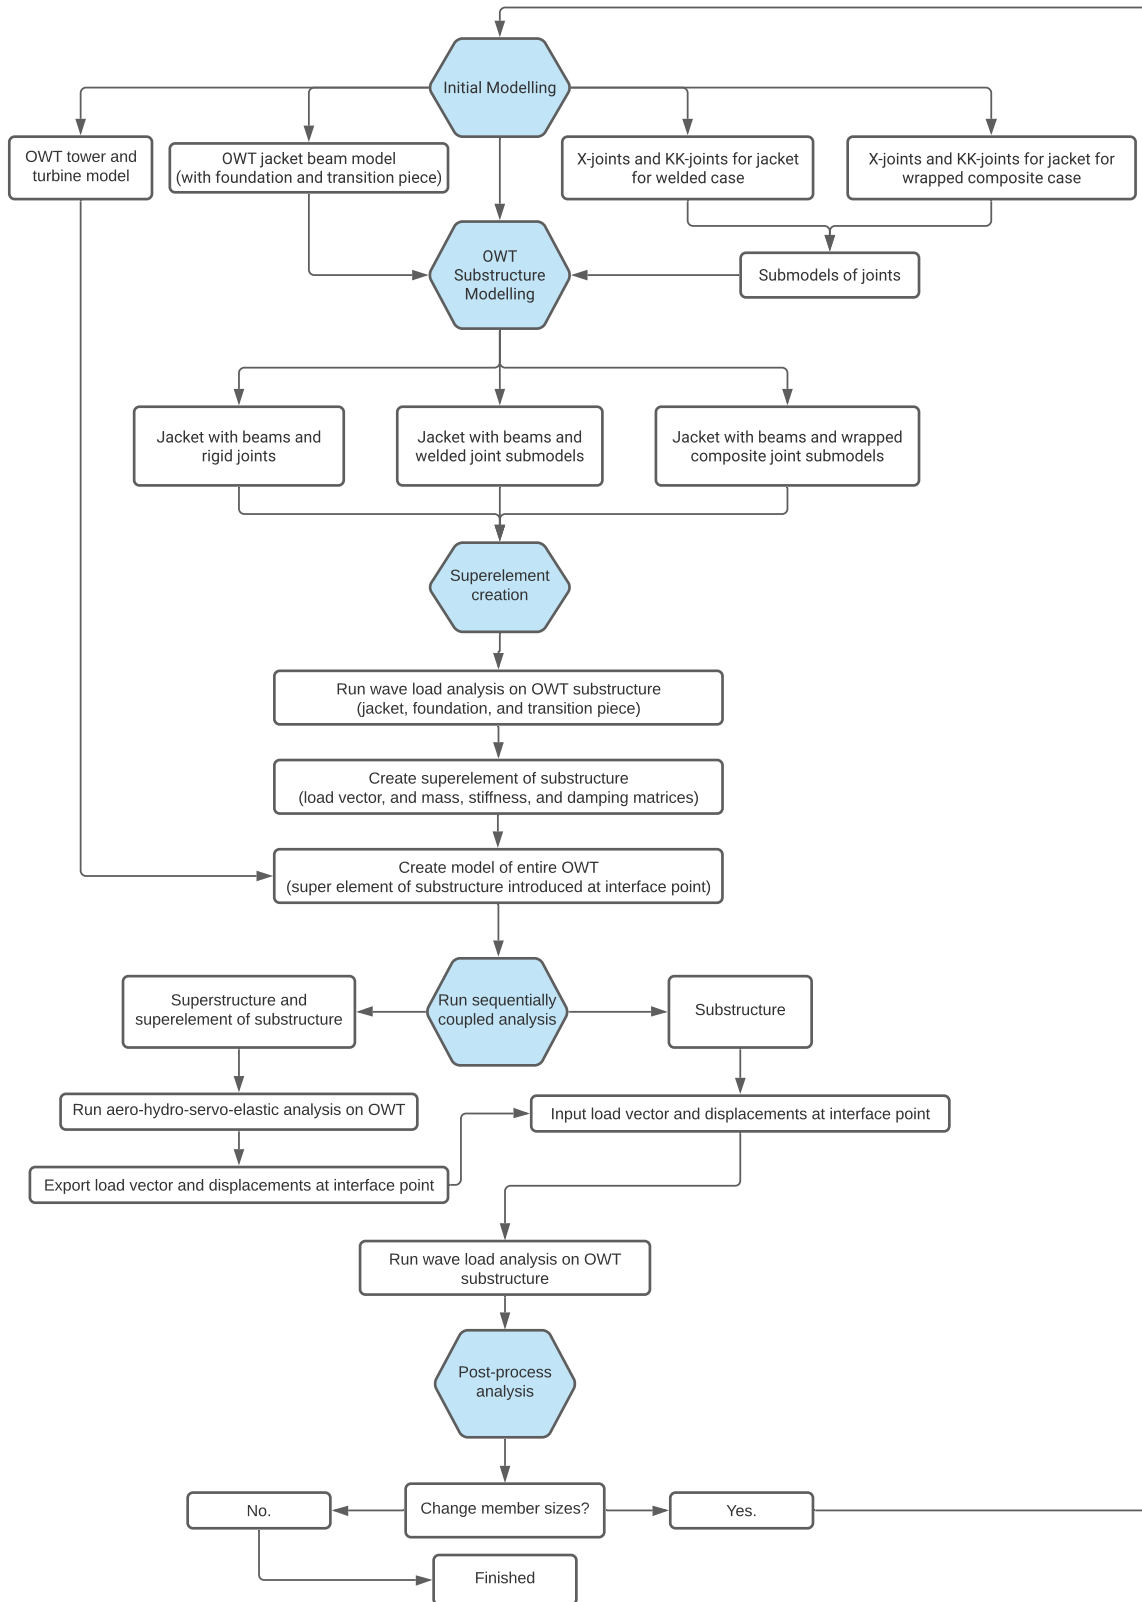 Initial Modelling
OWT tower and
turbine model
OWT jacket beam model
(with foundation and transition piece)
X-joints and KK-joints for jacket
for welded case
X-joints and KK-joints for jacket for
wrapped composite case
OWT
Substructure
Modelling
Submodels of joints
Jacket with beams and
rigid joints
Jacket with beams and
welded joint submodels
Jacket with beams and wrapped
composite joint submodels
Superelement
creation
Run wave load analysis on OWT substructure
(jacket, foundation, and transition piece)
Create superelement of substructure
(load vector, and mass, stiffness, and damping matrices)
Create model of entire OWT
(super element of substructure introduced at interface point)
Superstructure and
superelement of substructure
Run sequentially
coupled analysis
Substructure
Run aero-hydro-servo-elastic analysis on OWT
Input load vector and displacements at interface point
Export load vector and displacements at interface point
Run wave load analysis on OWT
substructure
Post-process
analysis
Change member sizes?
No.
Yes.
Finished